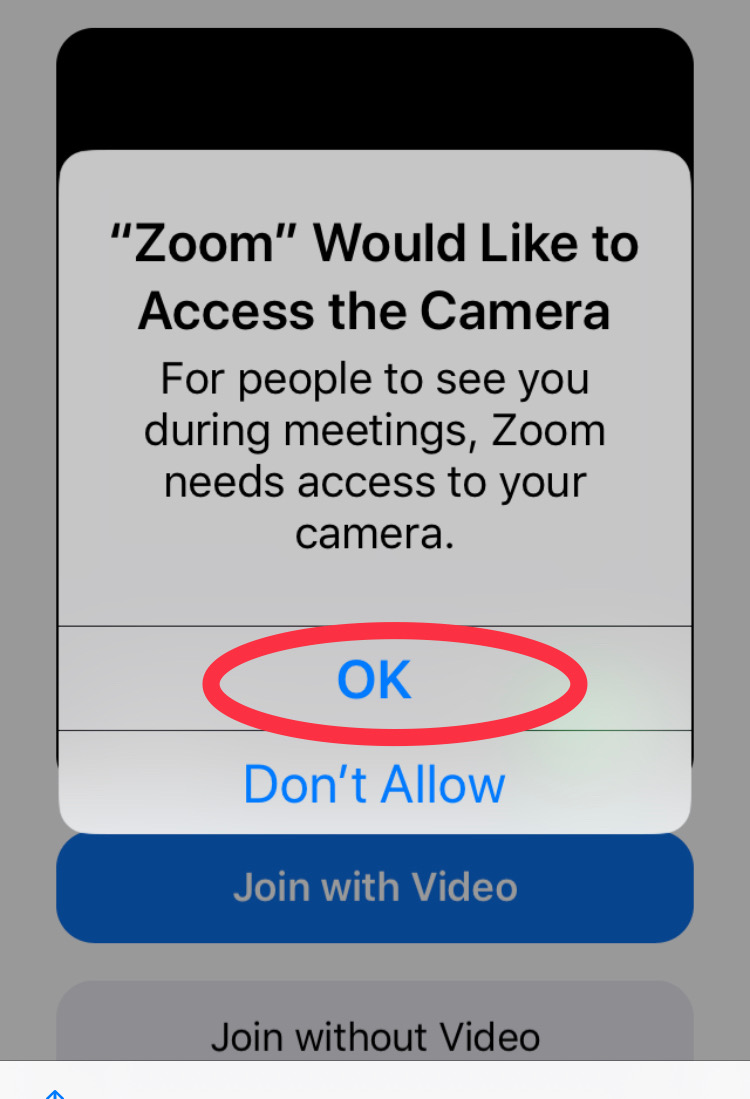 “Zoom” Would Like to
Access the Camera
For people to see you
during meetings, Zoom
needs access to your
camera.
OK
Don’t Allow
Join with Video
Join without Video